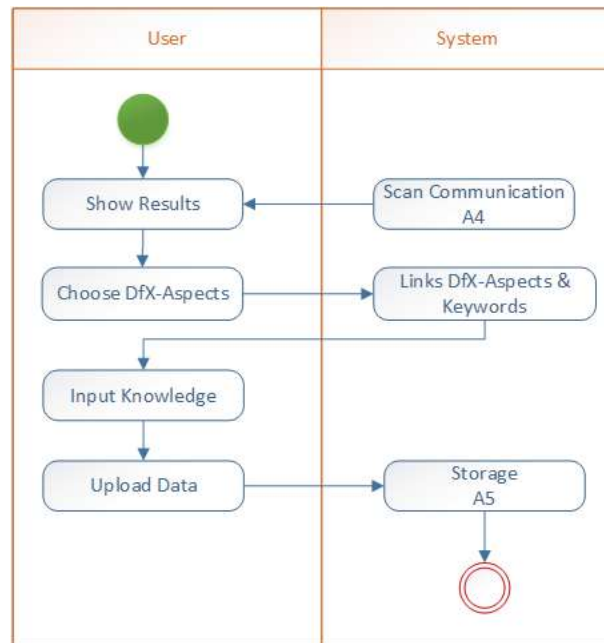 User
System
Show Results
Scan Communication
A4
Choose DfX-Aspects
Links DfX-Aspects &
Keywords
Input Knowledge
Upload Data
Storage
A5